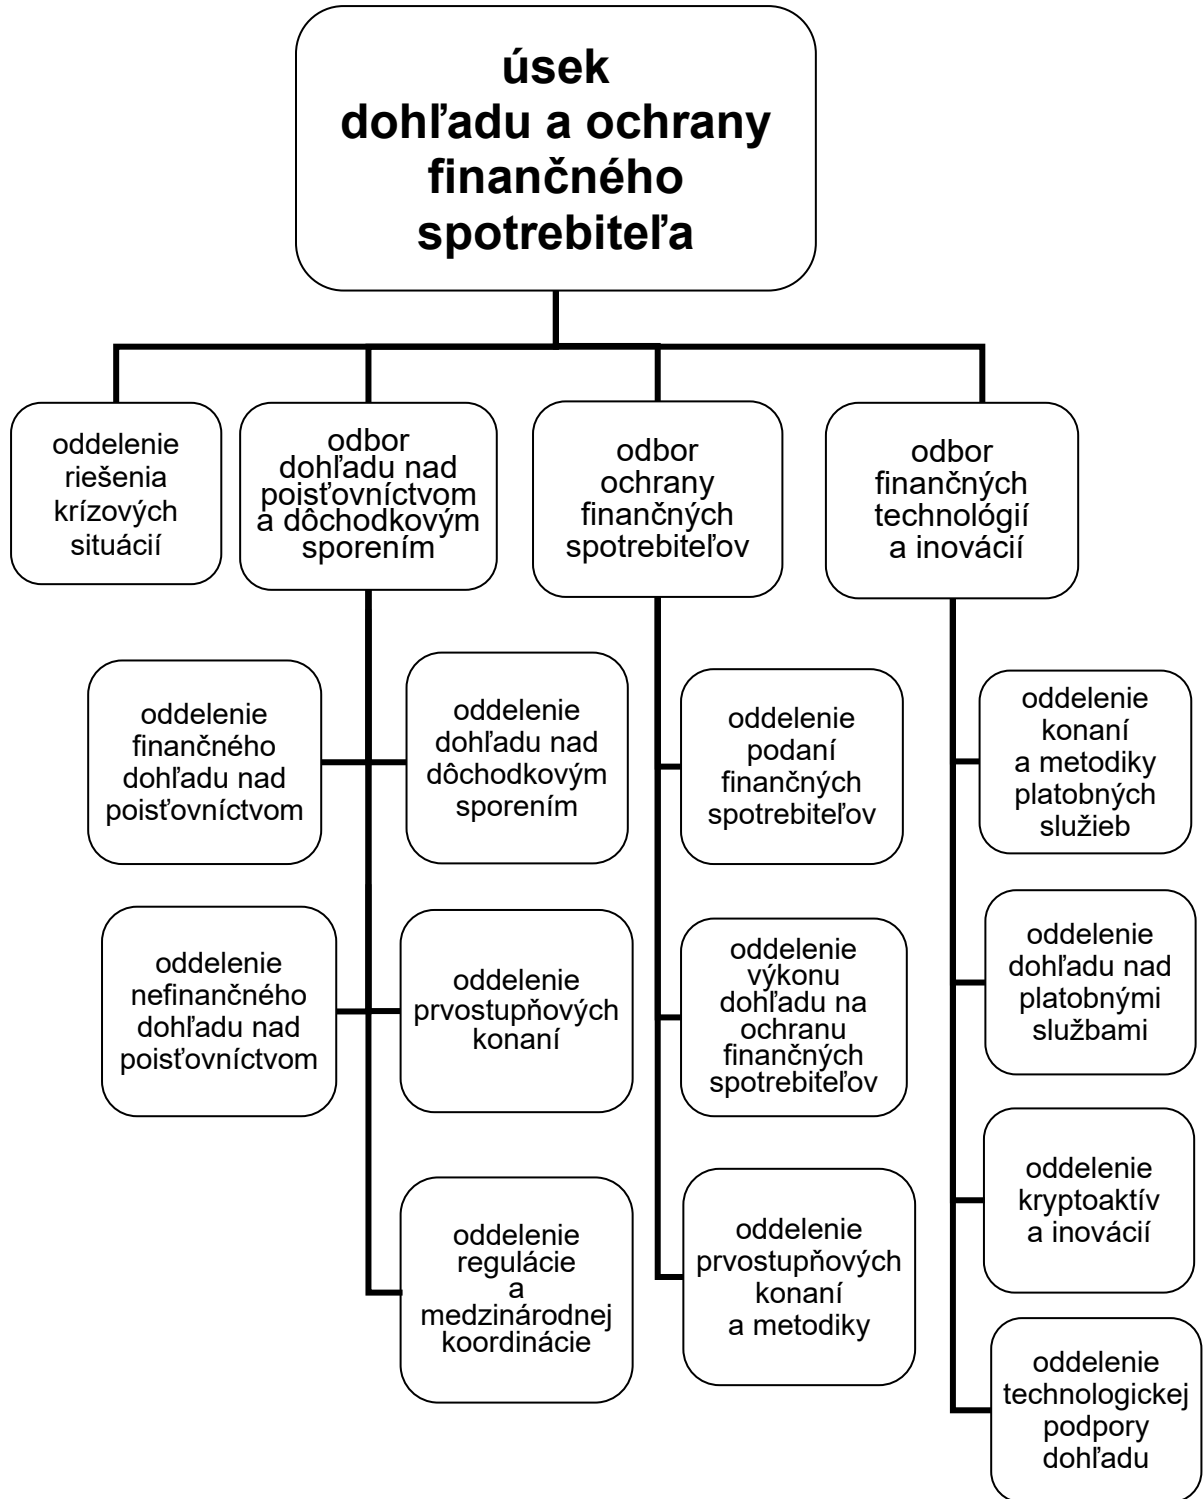 úsek
dohľadu a ochrany
finančného
spotrebiteľa
oddelenie
riešenia
krízových
situácií
odbor
dohľadu nad
poisťovníctvom
a dôchodkovým
sporením
odbor
ochrany
finančných
spotrebiteľov
odbor
finančných
technológií
a inovácií
oddelenie
finančného
dohľadu nad
poisťovníctvom
oddelenie
dohľadu nad
dôchodkovým
sporením
oddelenie
podaní
finančných
spotrebiteľov
oddelenie
konaní
a metodiky
platobných
služieb
oddelenie
nefinančného
dohľadu nad
poisťovníctvom
oddelenie
prvostupňových
konaní
oddelenie
výkonu
dohľadu na
ochranu
finančných
spotrebiteľov
oddelenie
dohľadu nad
platobnými
službami
oddelenie
regulácie
a
medzinárodnej
koordinácie
oddelenie
prvostupňových
konaní
a metodiky
oddelenie
kryptoaktív
a inovácií
oddelenie
technologickej
podpory
dohľadu